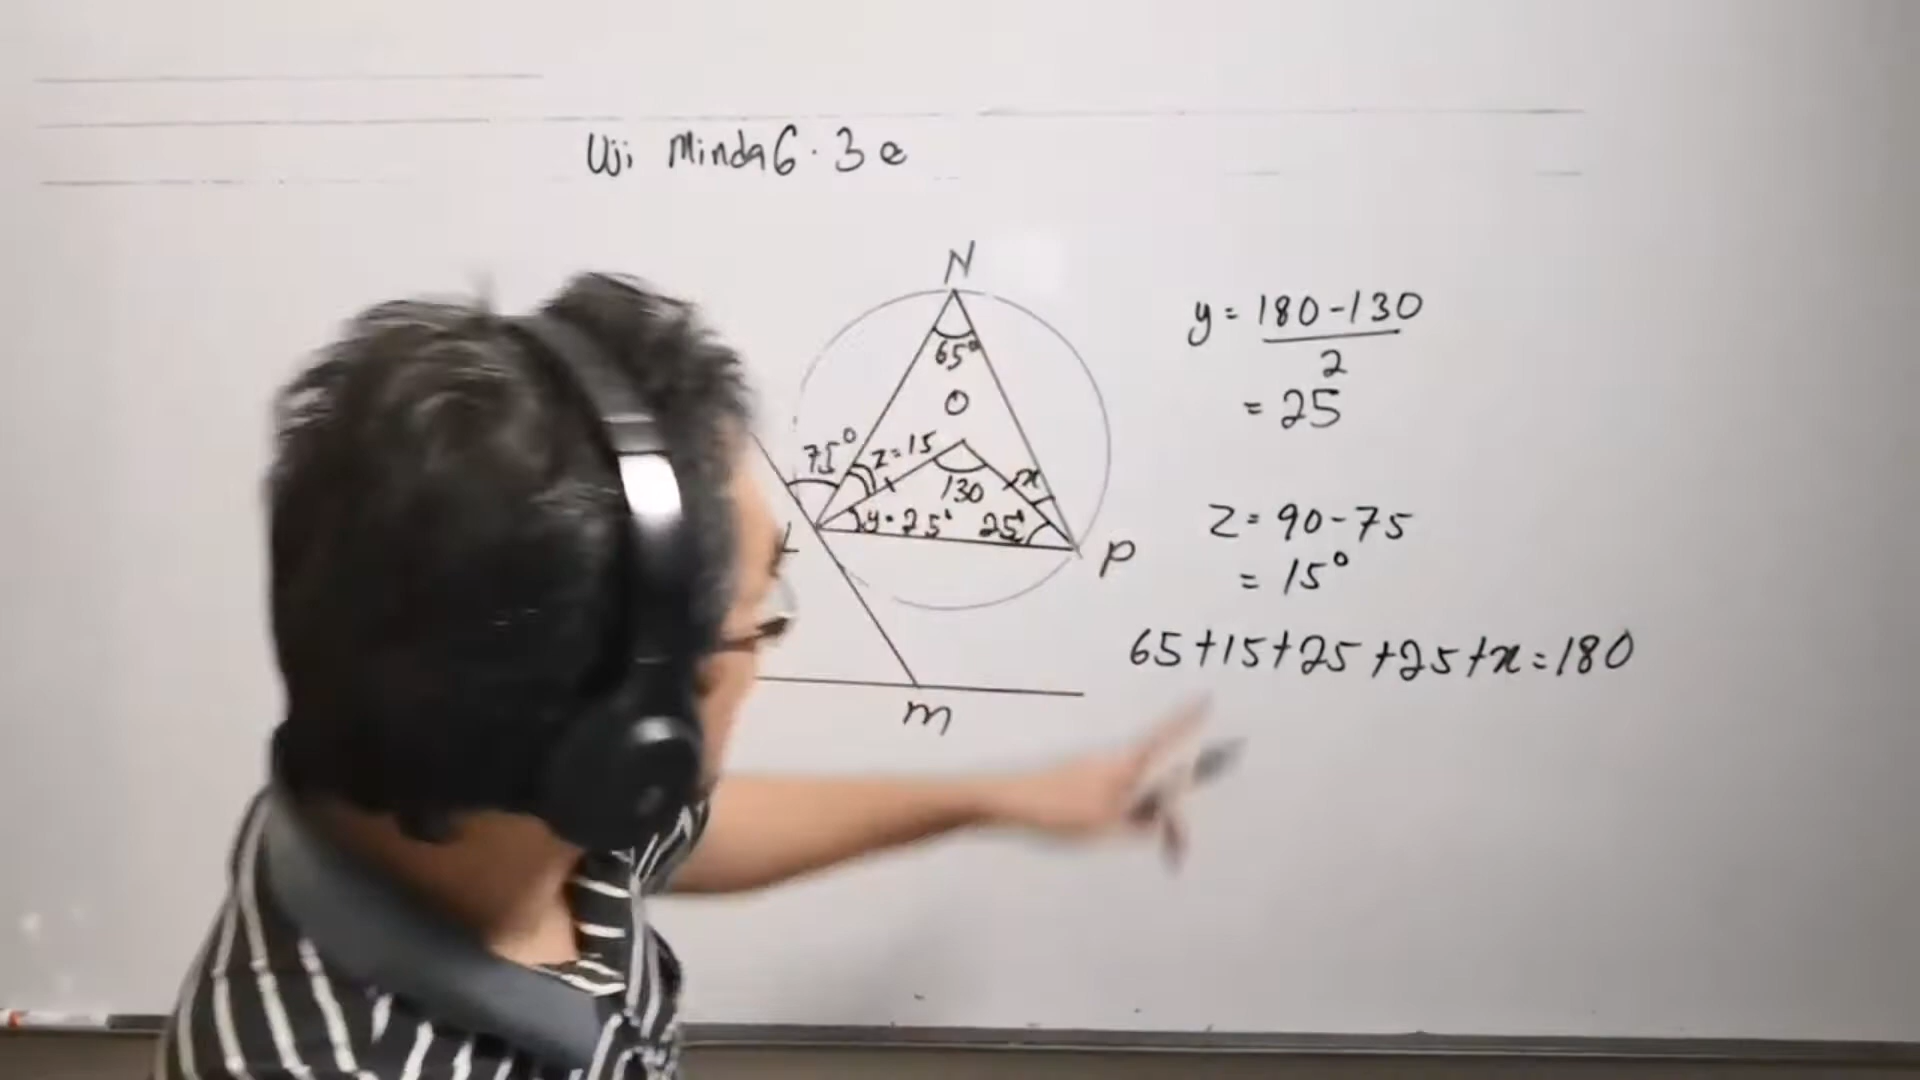 Uji Minda 6.3e
N
65°
O
75°
z=15
x
130
y=25°
25°
L
P
m
y = 180-130
2
= 25
z = 90-75
= 15°
65+15+25+25+x=180